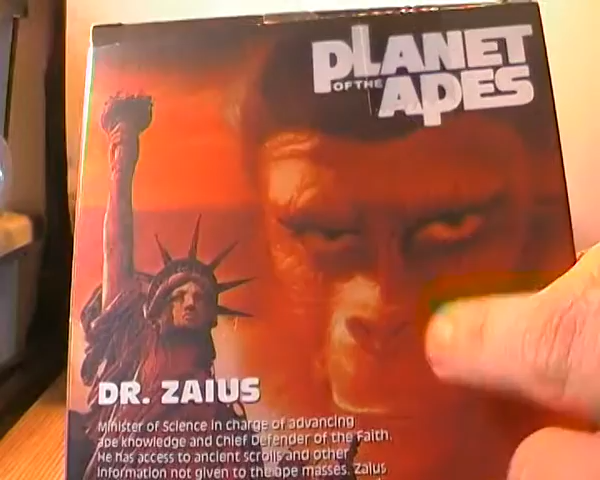 PLANET
OF THE
APES
DR. ZAIUS
Minister of Science in charge of advancing
ape knowledge and Chief Defender of the Faith.
He has access to ancient scrolls and other
information not given to the ape masses. Zaius